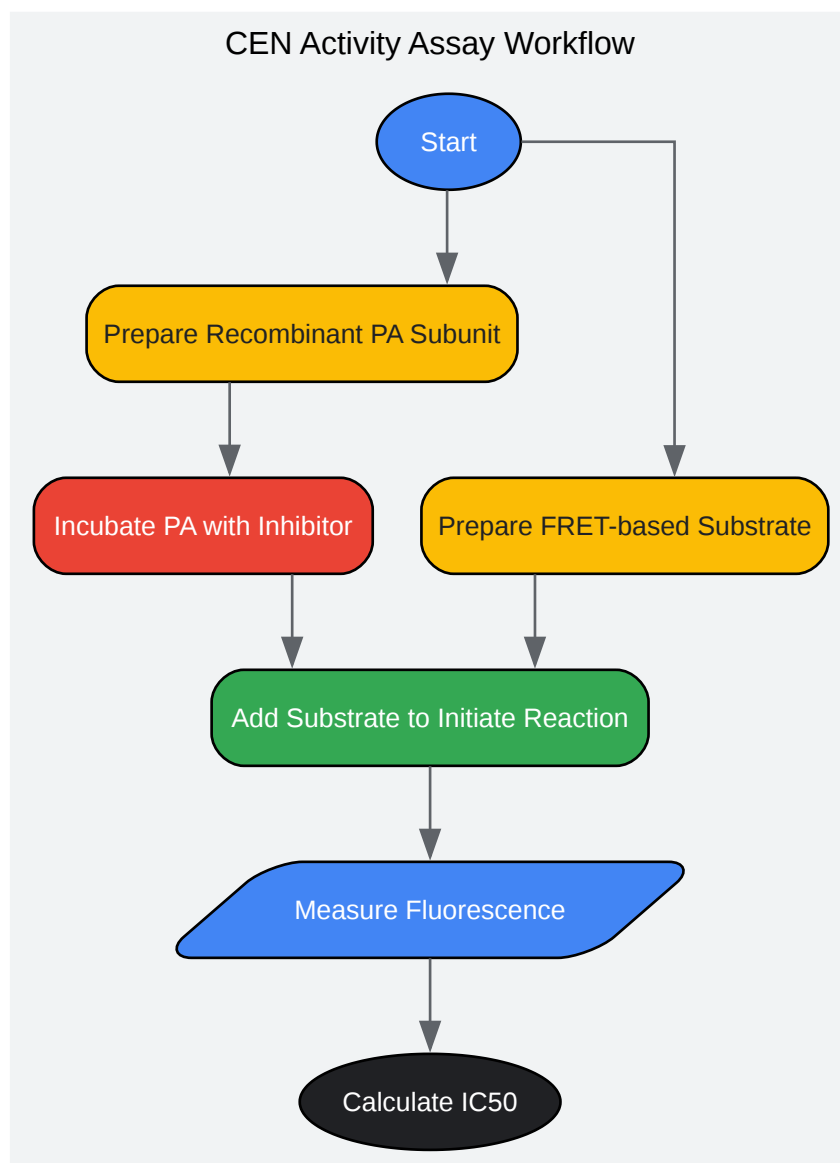 CEN Activity Assay Workflow
Start
Prepare Recombinant PA Subunit
Incubate PA with Inhibitor
Prepare FRET-based Substrate
Add Substrate to Initiate Reaction
Measure Fluorescence
Calculate IC50